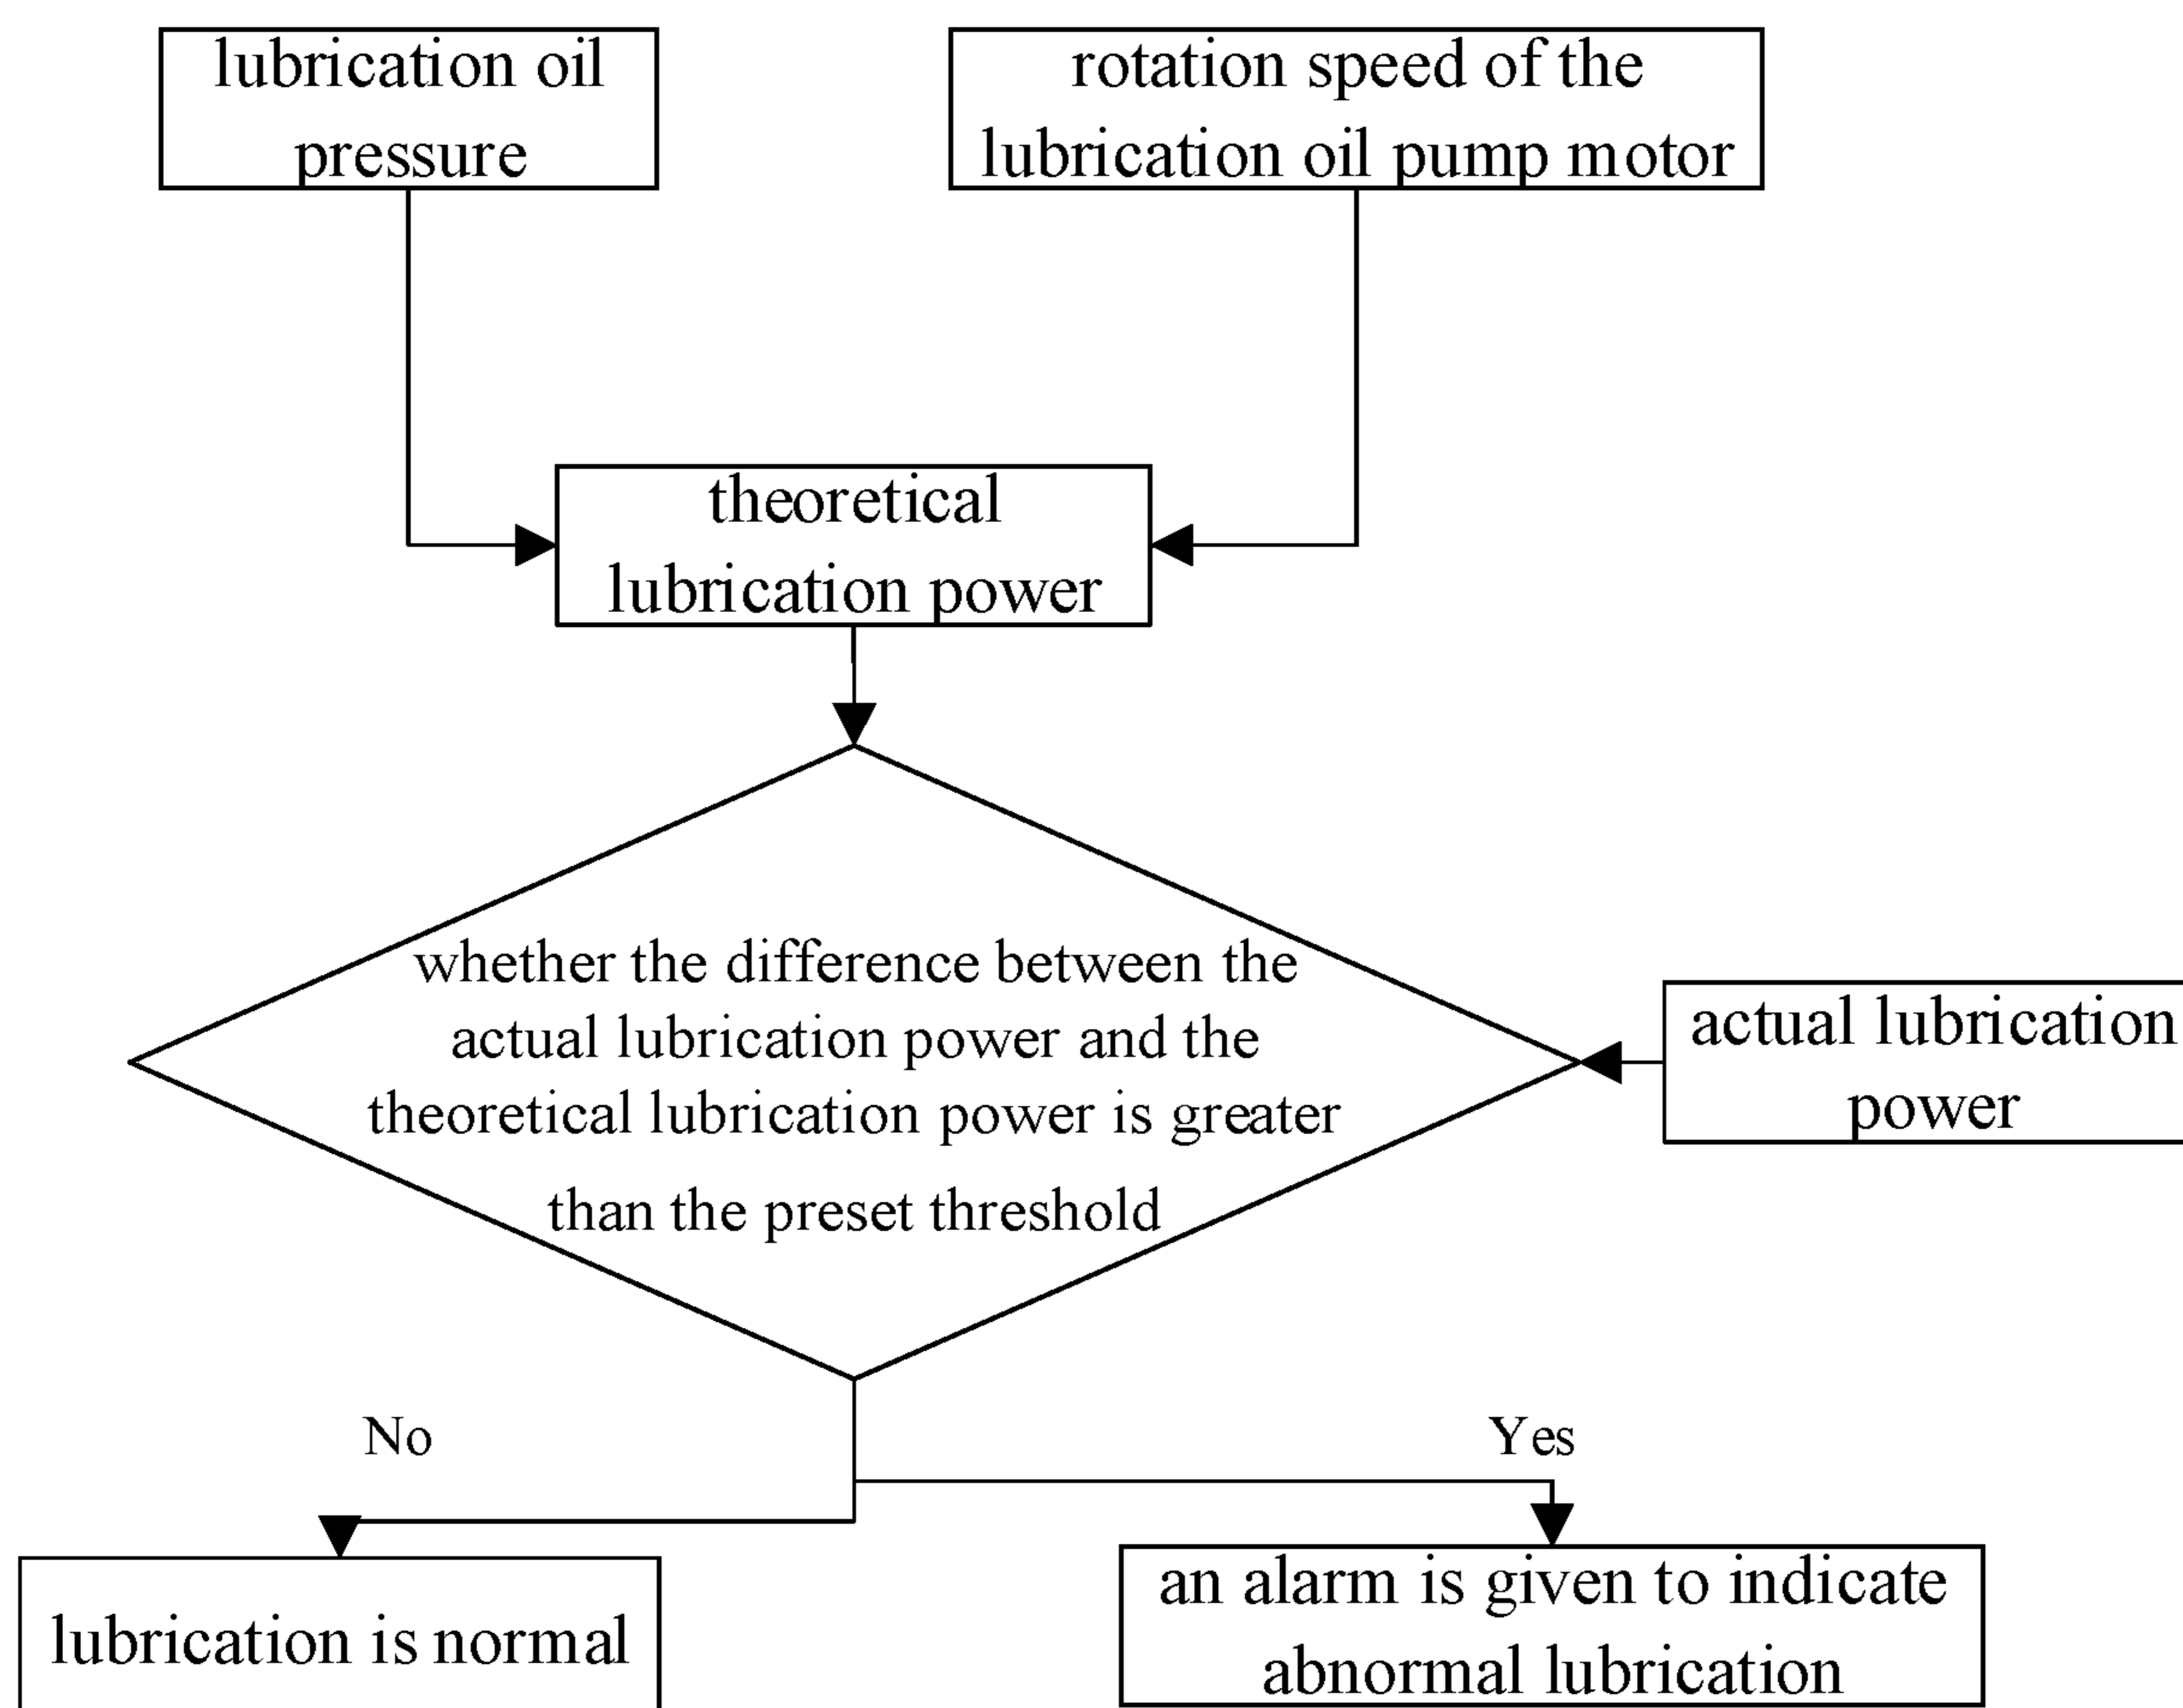 lubrication oil
pressure
rotation speed of the
lubrication oil pump motor
theoretical
lubrication power
whether the difference between the
actual lubrication power and the
theoretical lubrication power is greater
than the preset threshold
actual lubrication
power
No
Yes
lubrication is normal
an alarm is given to indicate
abnormal lubrication